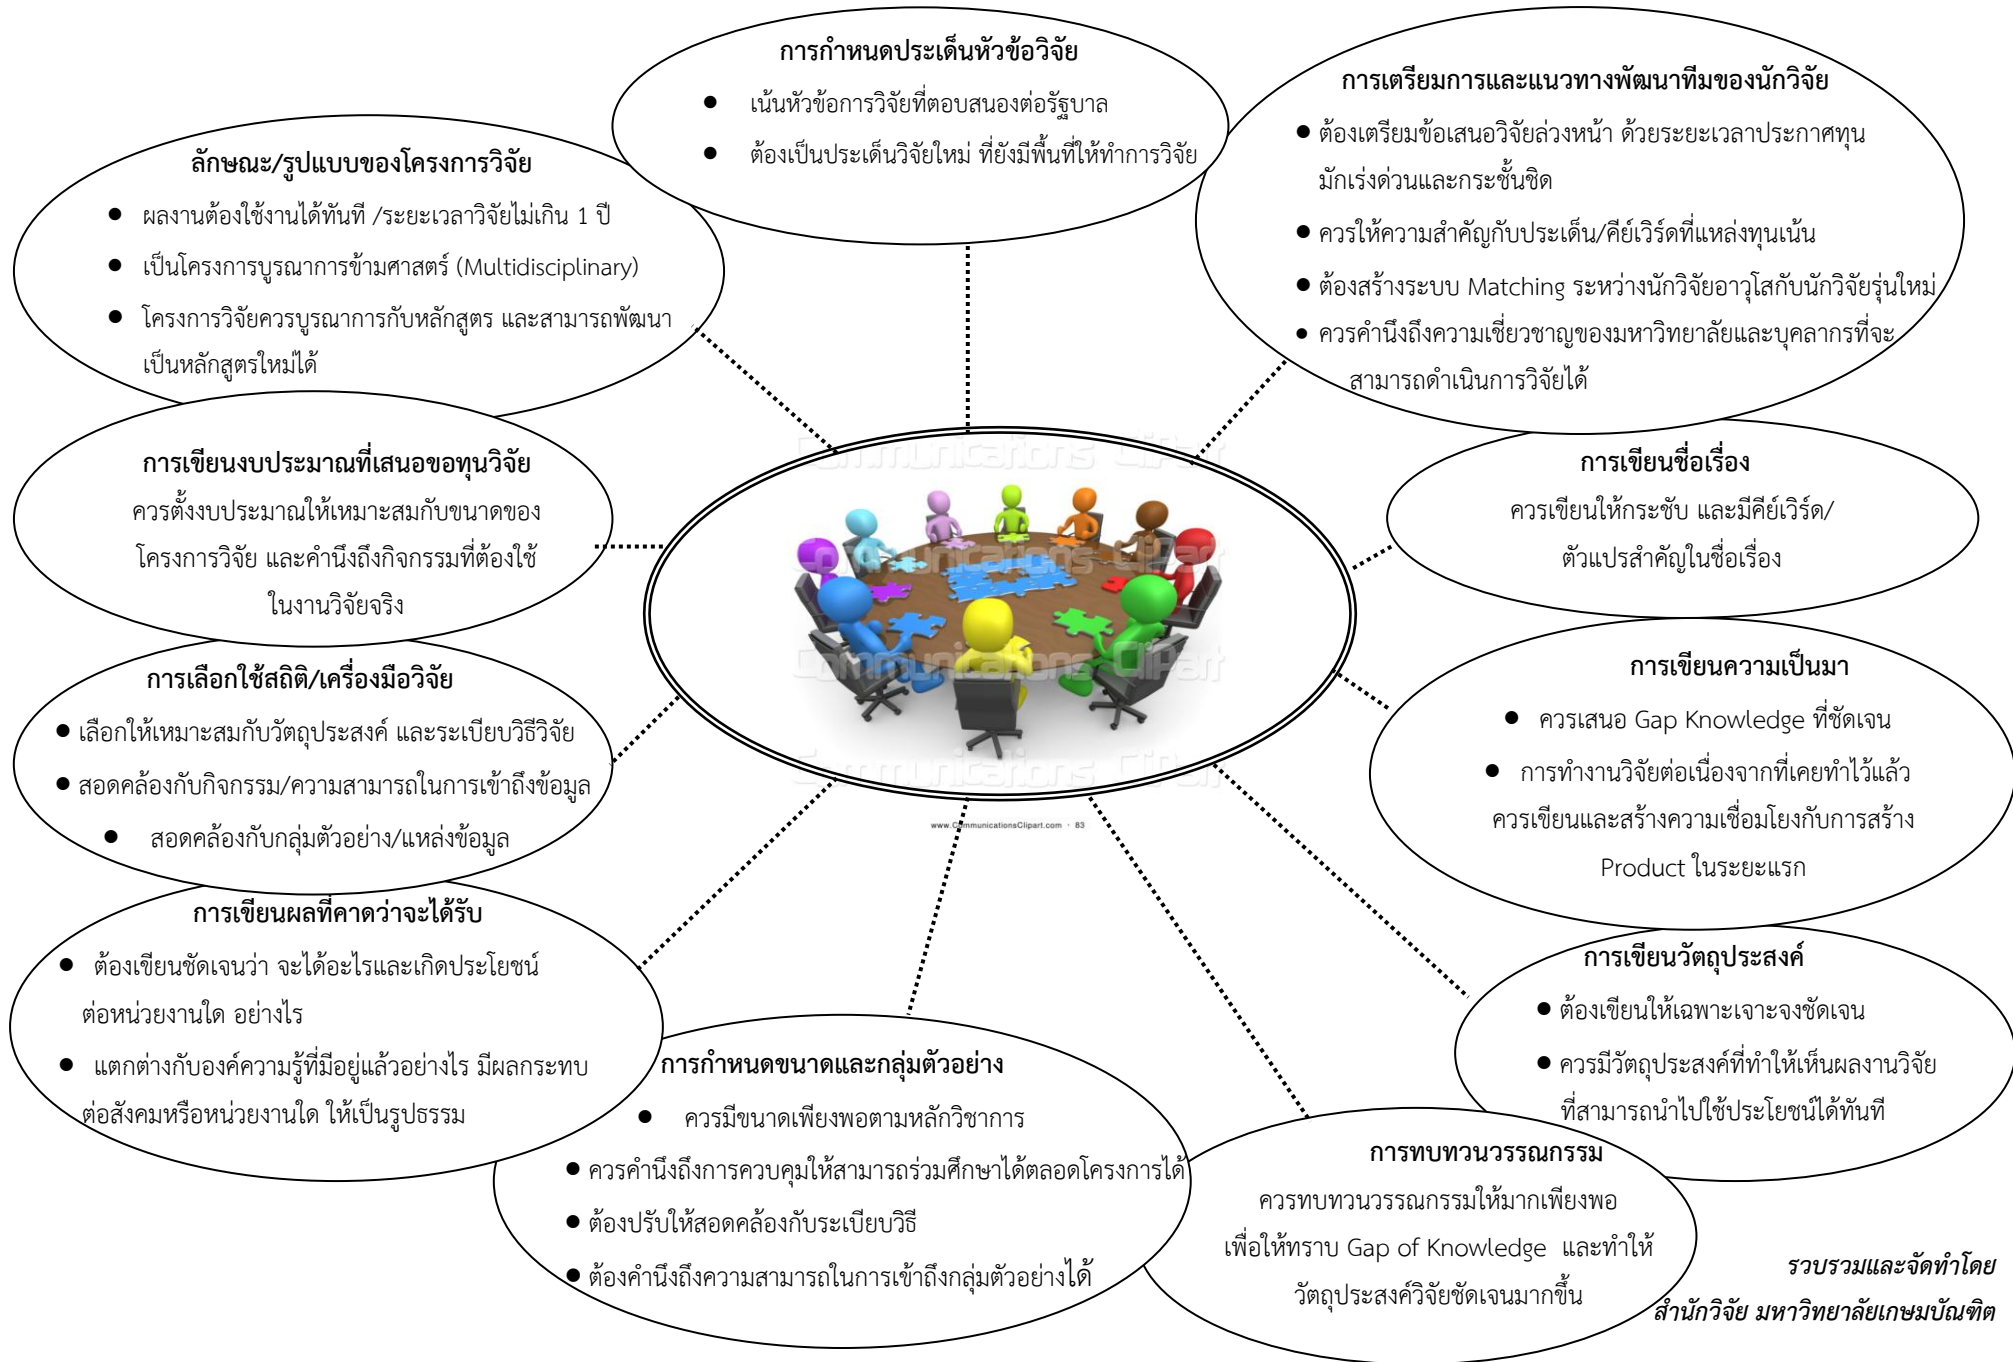 การกำหนดประเด็นหัวข้อวิจัย
● เน้นหัวข้อการวิจัยที่ตอบสนองต่อรัฐบาล
● ต้องเป็นประเด็นวิจัยใหม่ ที่ยังมีพื้นที่ให้ทำการวิจัย
การเตรียมการและแนวทางพัฒนาทีมของนักวิจัย
● ต้องเตรียมข้อเสนอวิจัยล่วงหน้า ด้วยระยะเวลาประกาศทุน
มักเร่งด่วนและกระชั้นชิด
● ควรให้ความสำคัญกับประเด็น/คีย์เวิร์ดที่แหล่งทุนเน้น
● ต้องสร้างระบบ Matching ระหว่างนักวิจัยอาวุโสกับนักวิจัยรุ่นใหม่
● ควรคำนึงถึงความเชี่ยวชาญของมหาวิทยาลัยและบุคลากรที่จะ
สามารถดำเนินการวิจัยได้
ลักษณะ/รูปแบบของโครงการวิจัย
● ผลงานต้องใช้งานได้ทันที /ระยะเวลาวิจัยไม่เกิน 1 ปี
● เป็นโครงการบูรณาการข้ามศาสตร์ (Multidisciplinary)
● โครงการวิจัยควรบูรณาการกับหลักสูตร และสามารถพัฒนา
เป็นหลักสูตรใหม่ได้
การเขียนงบประมาณที่เสนอขอทุนวิจัย
ควรตั้งงบประมาณให้เหมาะสมกับขนาดของ
โครงการวิจัย และคำนึงถึงกิจกรรมที่ต้องใช้
ในงานวิจัยจริง
การเขียนชื่อเรื่อง
ควรเขียนให้กระชับ และมีคีย์เวิร์ด/
ตัวแปรสำคัญในชื่อเรื่อง
Communications ClipArt
Communications ClipArt
Communications ClipArt
Communications ClipArt
www.CommunicationsClipart.com · 83
การเลือกใช้สถิติ/เครื่องมือวิจัย
● เลือกให้เหมาะสมกับวัตถุประสงค์ และระเบียบวิธีวิจัย
● สอดคล้องกับกิจกรรม/ความสามารถในการเข้าถึงข้อมูล
● สอดคล้องกับกลุ่มตัวอย่าง/แหล่งข้อมูล
การเขียนความเป็นมา
● ควรเสนอ Gap Knowledge ที่ชัดเจน
● การทำงานวิจัยต่อเนื่องจากที่เคยทำไว้แล้ว
ควรเขียนและสร้างความเชื่อมโยงกับการสร้าง
Product ในระยะแรก
การเขียนผลที่คาดว่าจะได้รับ
● ต้องเขียนชัดเจนว่า จะได้อะไรและเกิดประโยชน์
ต่อหน่วยงานใด อย่างไร
● แตกต่างกับองค์ความรู้ที่มีอยู่แล้วอย่างไร มีผลกระทบ
ต่อสังคมหรือหน่วยงานใด ให้เป็นรูปธรรม
การเขียนวัตถุประสงค์
● ต้องเขียนให้เฉพาะเจาะจงชัดเจน
● ควรมีวัตถุประสงค์ที่ทำให้เห็นผลงานวิจัย
ที่สามารถนำไปใช้ประโยชน์ได้ทันที
การกำหนดขนาดและกลุ่มตัวอย่าง
● ควรมีขนาดเพียงพอตามหลักวิชาการ
● ควรคำนึงถึงการควบคุมให้สามารถร่วมศึกษาได้ตลอดโครงการได้
● ต้องปรับให้สอดคล้องกับระเบียบวิธี
● ต้องคำนึงถึงความสามารถในการเข้าถึงกลุ่มตัวอย่างได้
การทบทวนวรรณกรรม
ควรทบทวนวรรณกรรมให้มากเพียงพอ
เพื่อให้ทราบ Gap of Knowledge และทำให้
วัตถุประสงค์วิจัยชัดเจนมากขึ้น
รวบรวมและจัดทำโดย
สำนักวิจัย มหาวิทยาลัยเกษมบัณฑิต